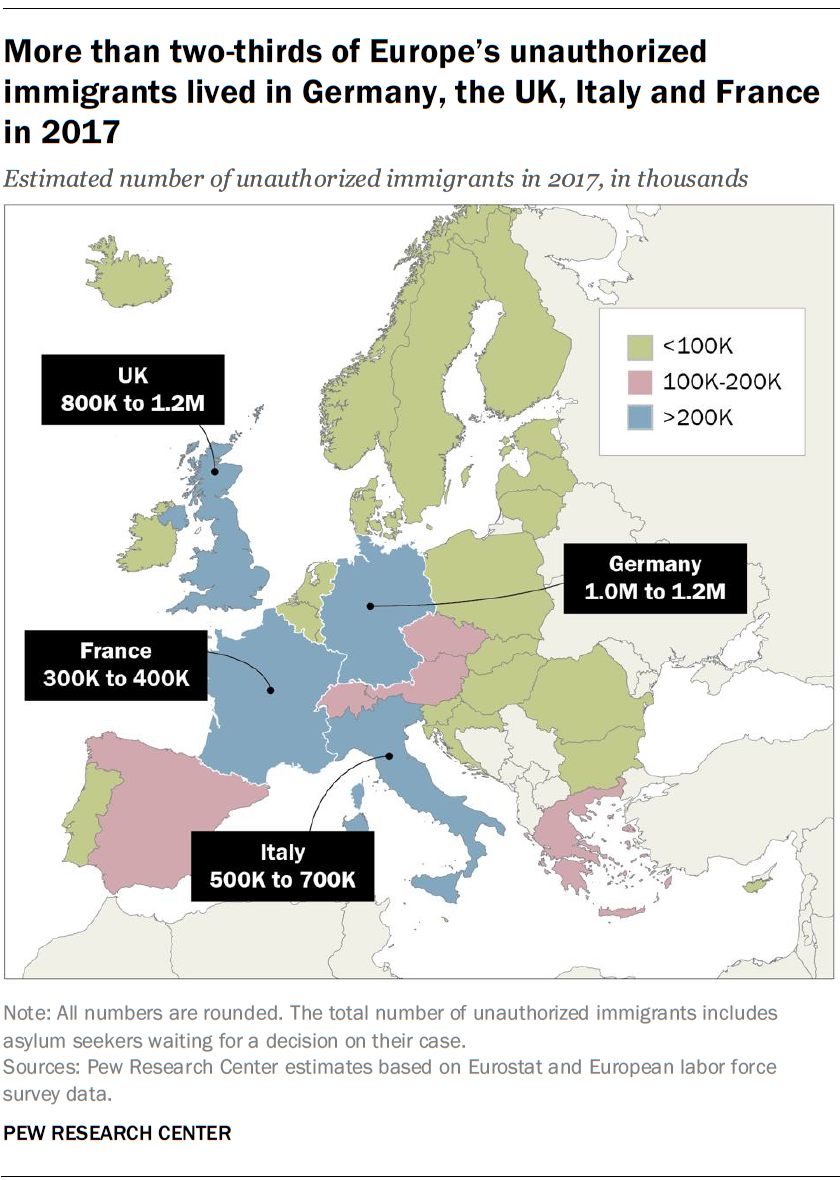 More than two-thirds of Europe's unauthorized
immigrants lived in Germany, the UK, Italy and France
in 2017
Estimated number of unauthorized immigrants in 2017, in thousands
<100K
100K-200K
>200K
UK
800K to 1.2M
Germany
1.0M to 1.2M
France
300K to 400K
Italy
500K to 700K
Note: All numbers are rounded. The total number of unauthorized immigrants includes
asylum seekers waiting for a decision on their case.
Sources: Pew Research Center estimates based on Eurostat and European labor force
survey data.
PEW RESEARCH CENTER